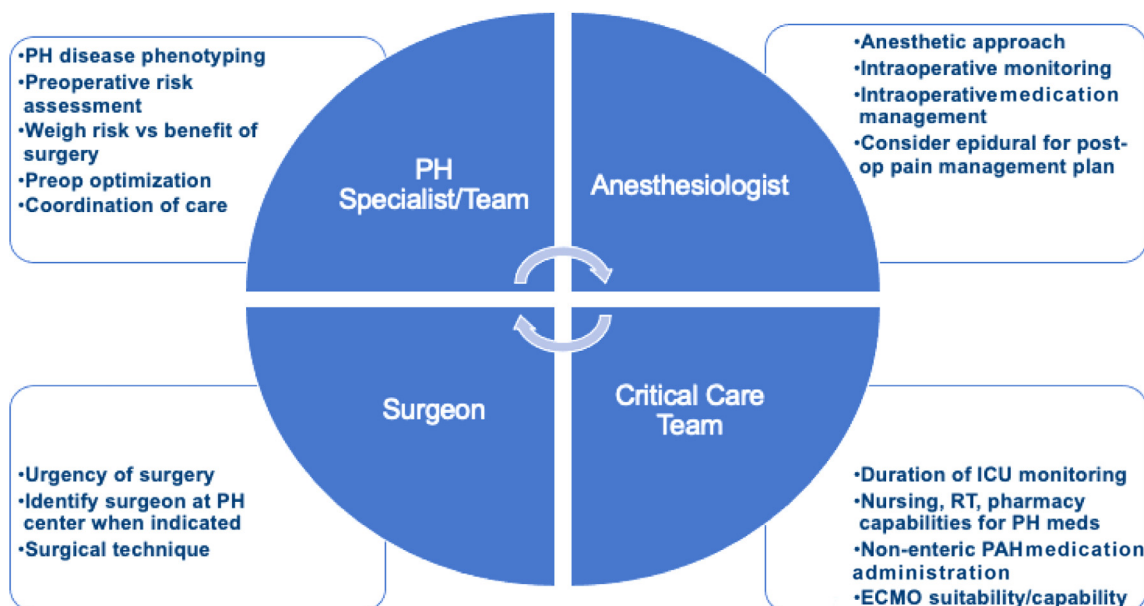 •PH disease phenotyping
•Preoperative risk
assessment
•Weigh risk vs benefit of
surgery
•Preop optimization
•Coordination of care
PH
Specialist/Team
Anesthesiologist
•Anesthetic approach
•Intraoperative monitoring
•Intraoperative medication
management
•Consider epidural for post-
op pain management plan
•Urgency of surgery
•Identify surgeon at PH
center when indicated
•Surgical technique
Surgeon
Critical Care
Team
•Duration of ICU monitoring
•Nursing, RT, pharmacy
capabilities for PH meds
•Non-enteric PAH medication
administration
•ECMO suitability/capability